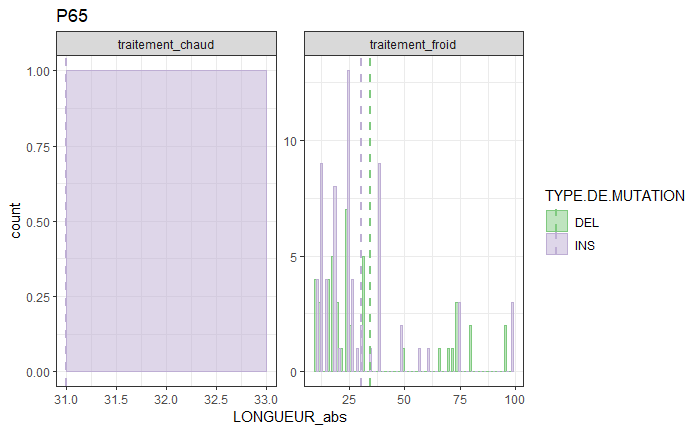 P65
traitement_chaud
traitement_froid
1.00
0.75
0.50
0.25
0.00
count
10
5
0
31.0 31.5 32.0 32.5 33.0
25 50 75 100
LONGUEUR_abs
TYPE.DE.MUTATION
DEL
INS